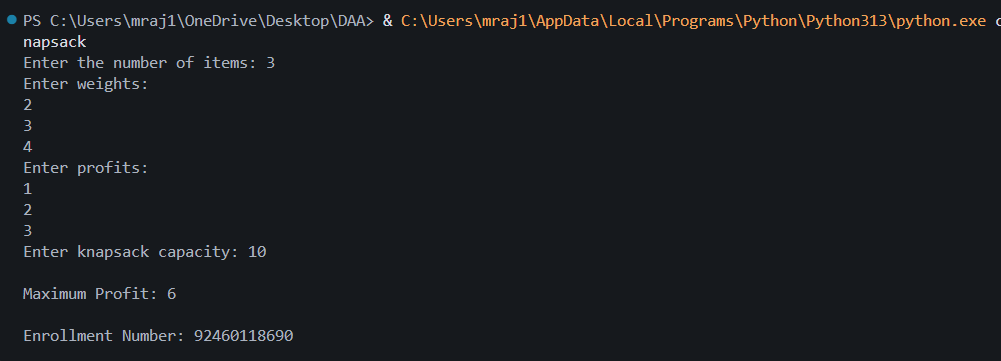 PS C:\Users\mraj1\OneDrive\Desktop\DAA> & C:\Users\mraj1\AppData\Local\Programs\Python\Python313\python.exe
napsack
Enter the number of items: 3
Enter weights:
2
3
4
Enter profits:
1
2
3
Enter knapsack capacity: 10
Maximum Profit: 6
Enrollment Number: 92460118690